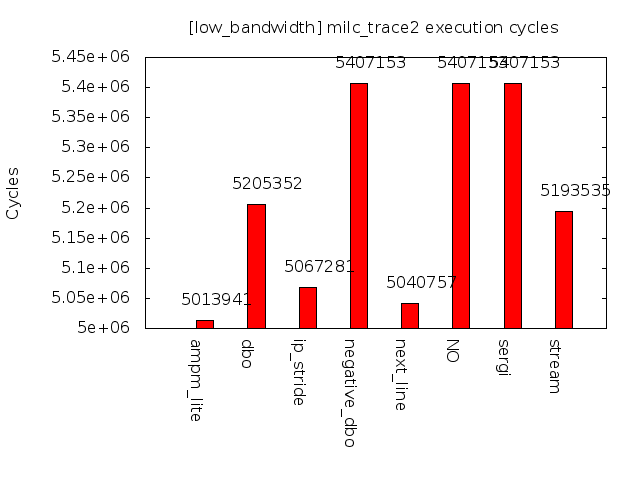 [low_bandwidth] milc_trace2 execution cycles
Cycles
5.45e+06
5.4e+06
5.35e+06
5.3e+06
5.25e+06
5.2e+06
5.15e+06
5.1e+06
5.05e+06
5e+06
5013941
5205352
5067281
5407153
5040757
5407153
5407153
5193535
ampm_lite
dbo
ip_stride
negative_dbo
next_line
NO
sergi
stream